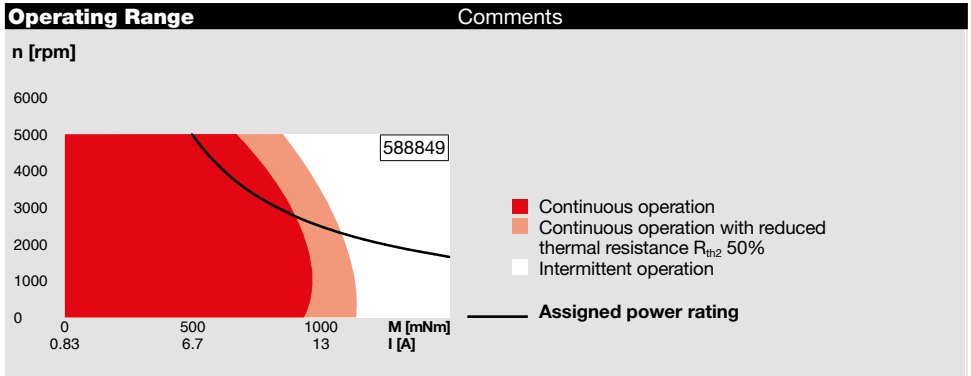 Operating Range Comments
n [rpm]
6000
5000
588849
4000
3000
2000
1000
0
0 500 1000 M [mNm]
0.83 6.7 13 I [A]
Continuous operation
Continuous operation with reduced
thermal resistance Rth2 50%
Intermittent operation
Assigned power rating